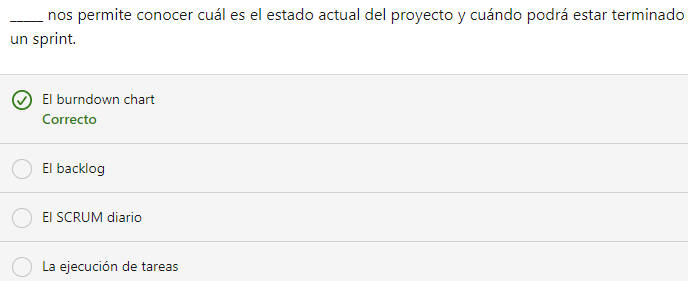 _____ nos permite conocer cuál es el estado actual del proyecto y cuándo podrá estar terminado
un sprint.
El burndown chart
Correcto
El backlog
El SCRUM diario
La ejecución de tareas